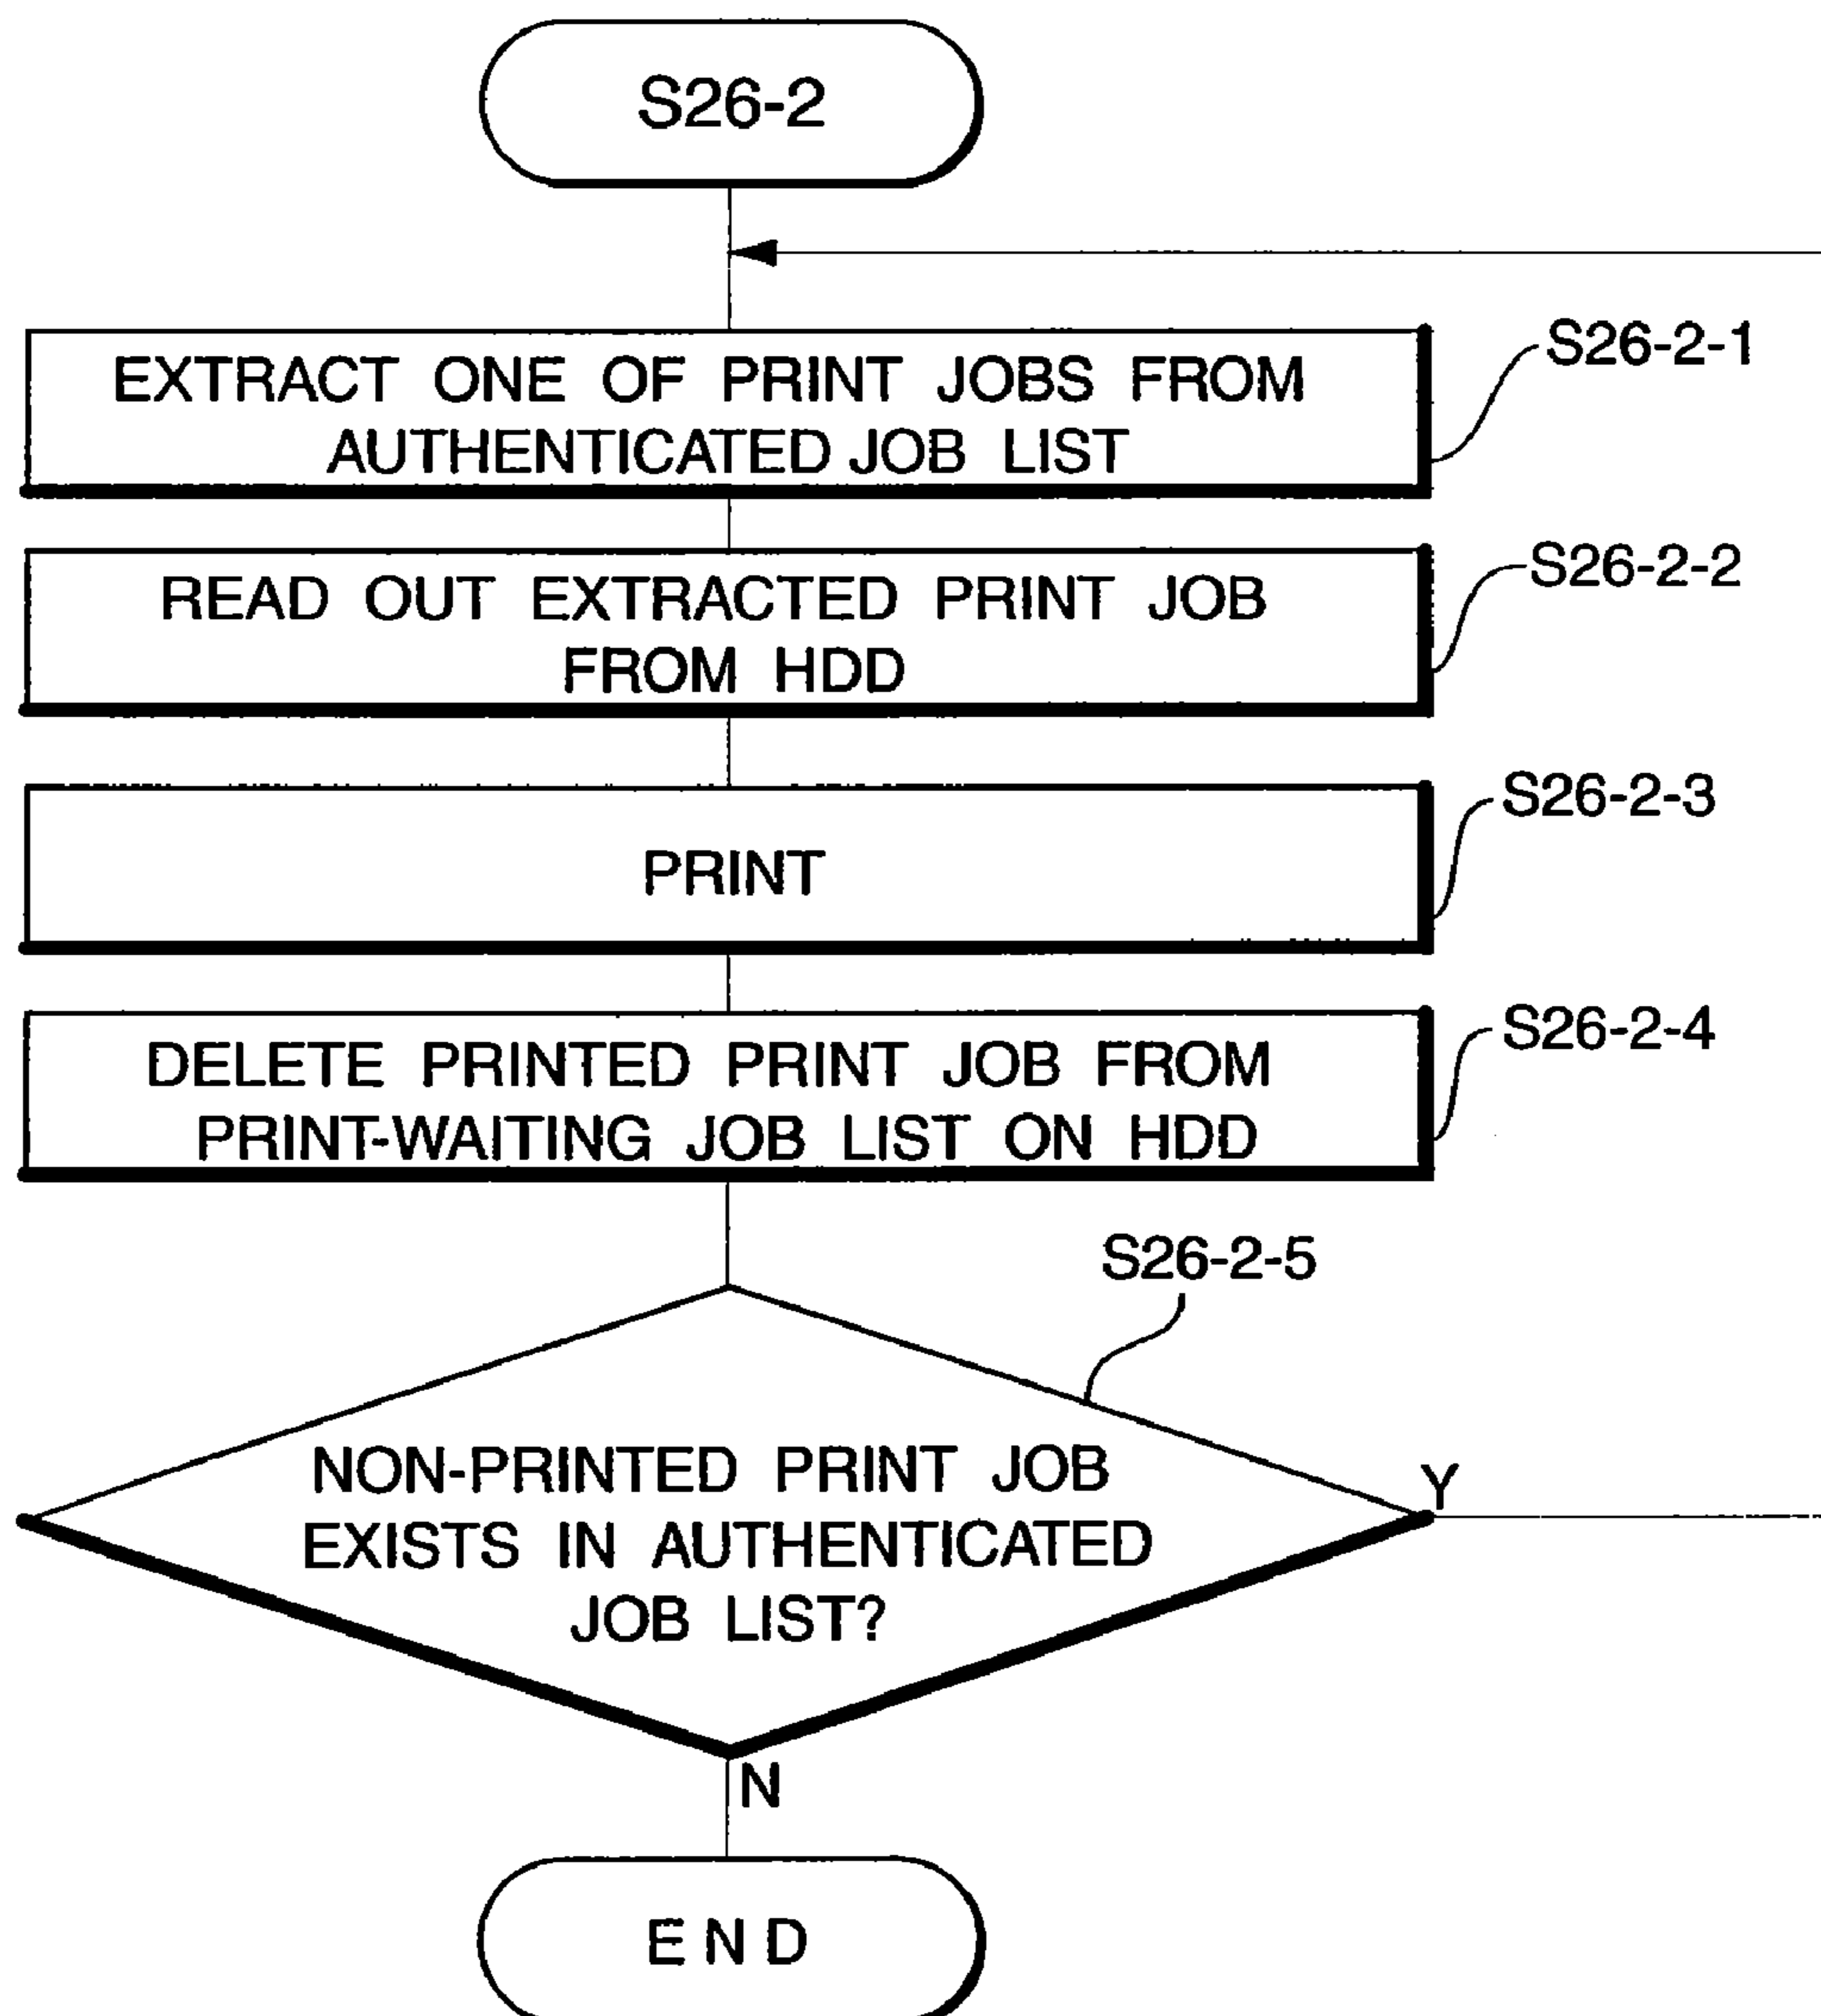 S26-2
EXTRACT ONE OF PRINT JOBS FROM
AUTHENTICATED JOB LIST
S26-2-1
READ OUT EXTRACTED PRINT JOB
FROM HDD
S26-2-2
PRINT
S26-2-3
DELETE PRINTED PRINT JOB FROM
PRINT-WAITING JOB LIST ON HDD
S26-2-4
S26-2-5
NON-PRINTED PRINT JOB
EXISTS IN AUTHENTICATED
JOB LIST?
Y
N
END